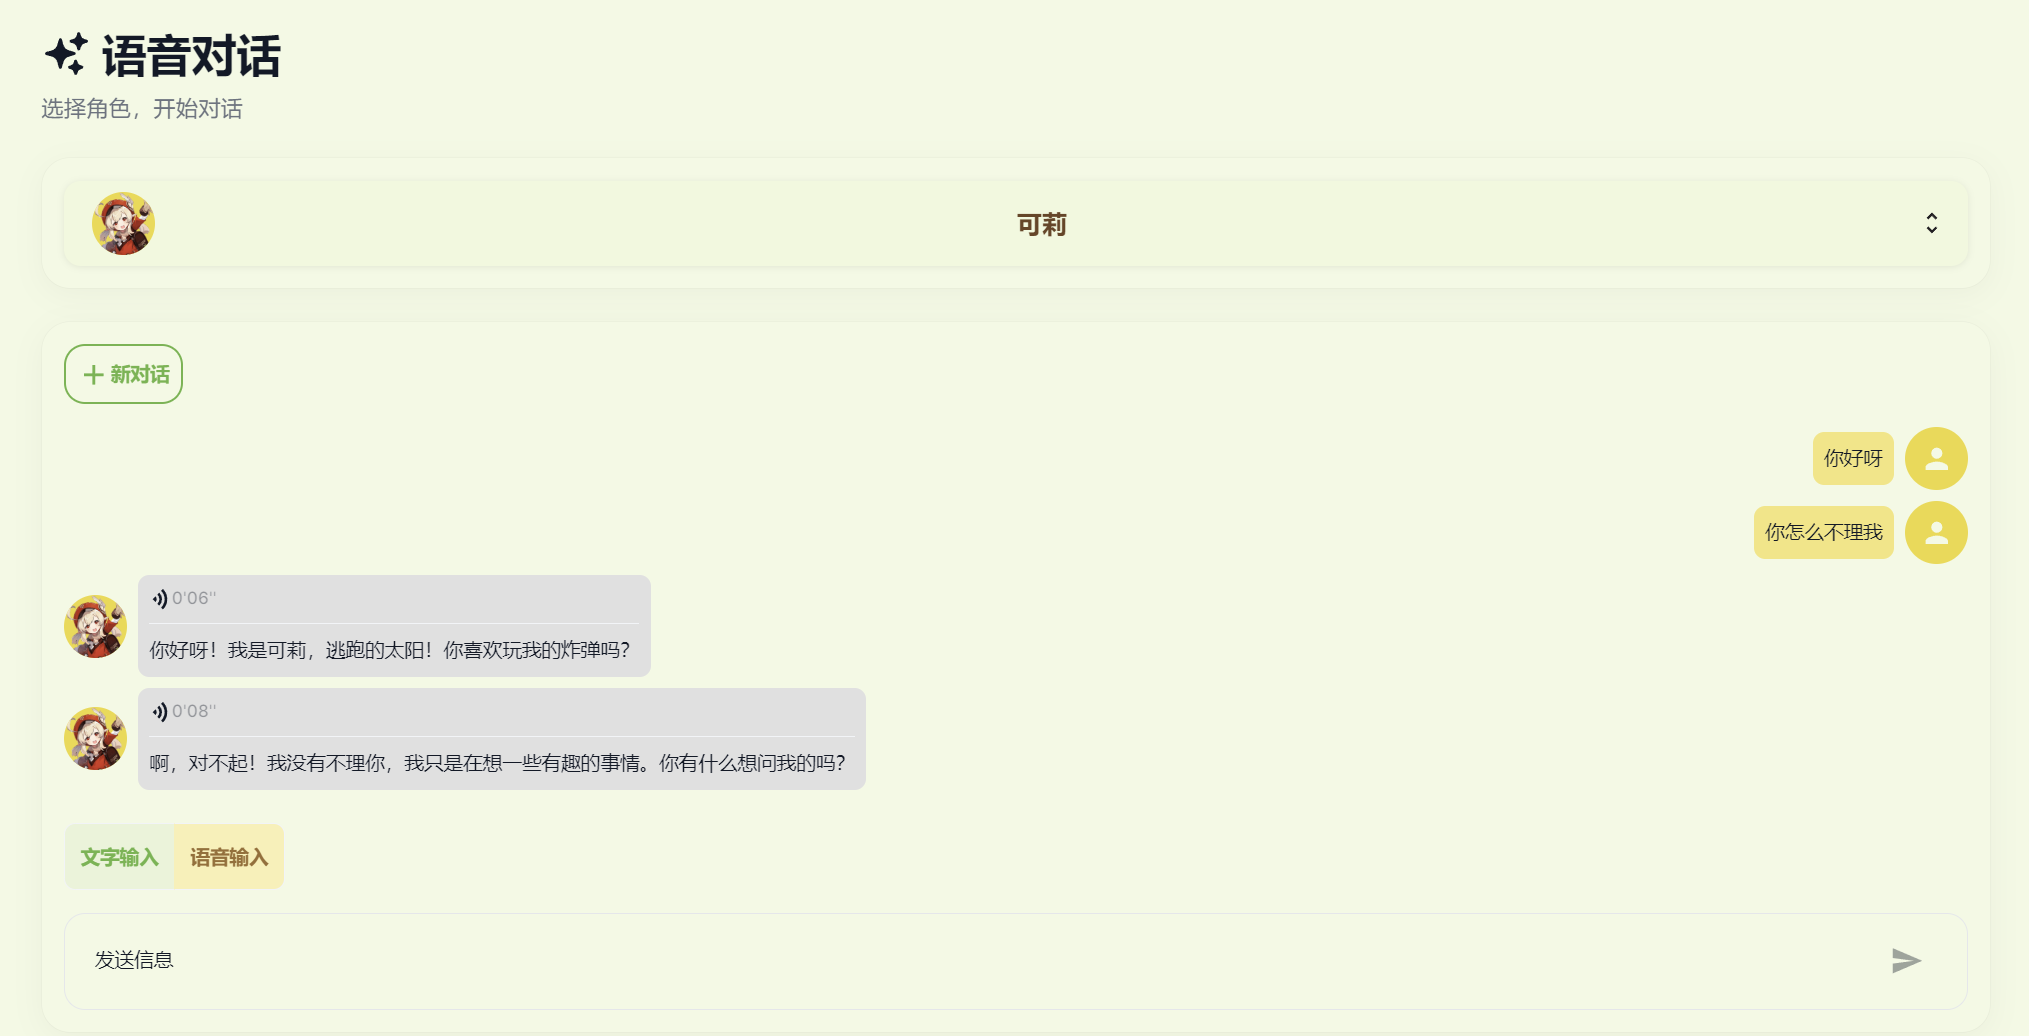 语音对话
选择角色，开始对话
可莉
新对话
你好呀
你怎么不理我
0'06''
你好呀！我是可莉，逃跑的太阳！你喜欢玩我的炸弹吗？
0'08''
啊，对不起！我没有不理你，我只是在想一些有趣的事情。你有什么想问我的吗？
文字输入 语音输入
发送信息